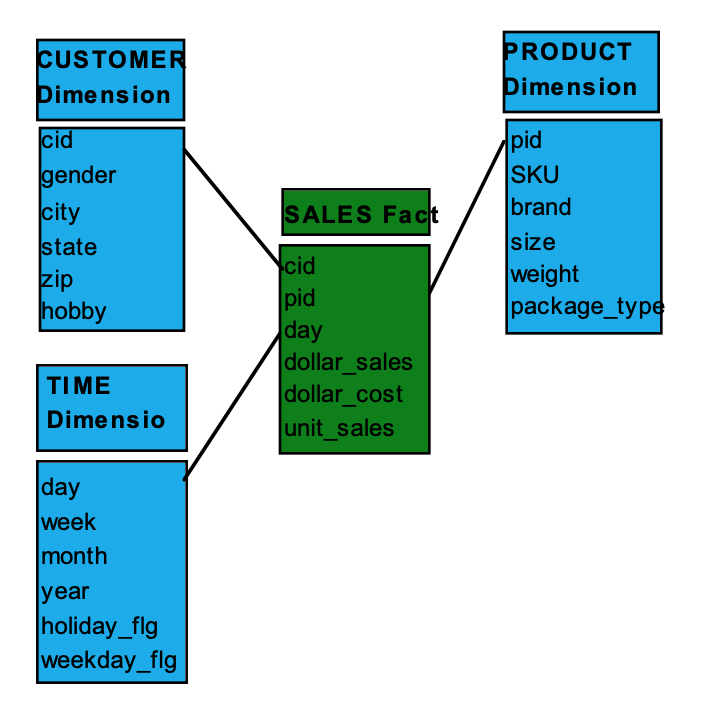 CUSTOMER
Dimension
cid
gender
city
state
zip
hobby
PRODUCT
Dimension
pid
SKU
brand
size
weight
package_type
SALES Fact
cid
pid
day
dollar_sales
dollar_cost
unit_sales
TIME
Dimensio
day
week
month
year
holiday_flg
weekday_flg